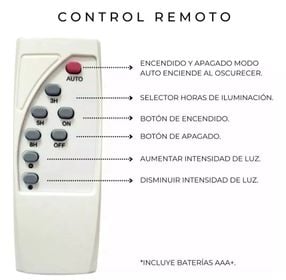 CONTROL REMOTO
ENCENDIDO Y APAGADO MODO
AUTO ENCIENDE AL OSCURECER.
AUTO
3H
SELECTOR HORAS DE ILUMINACIÓN.
5H
ON
BOTÓN DE ENCENDIDO.
8H
OFF
BOTÓN DE APAGADO.
AUMENTAR INTENSIDAD DE LUZ.
DISMINUIR INTENSIDAD DE LUZ.
*INCLUYE BATERÍAS AAA+.